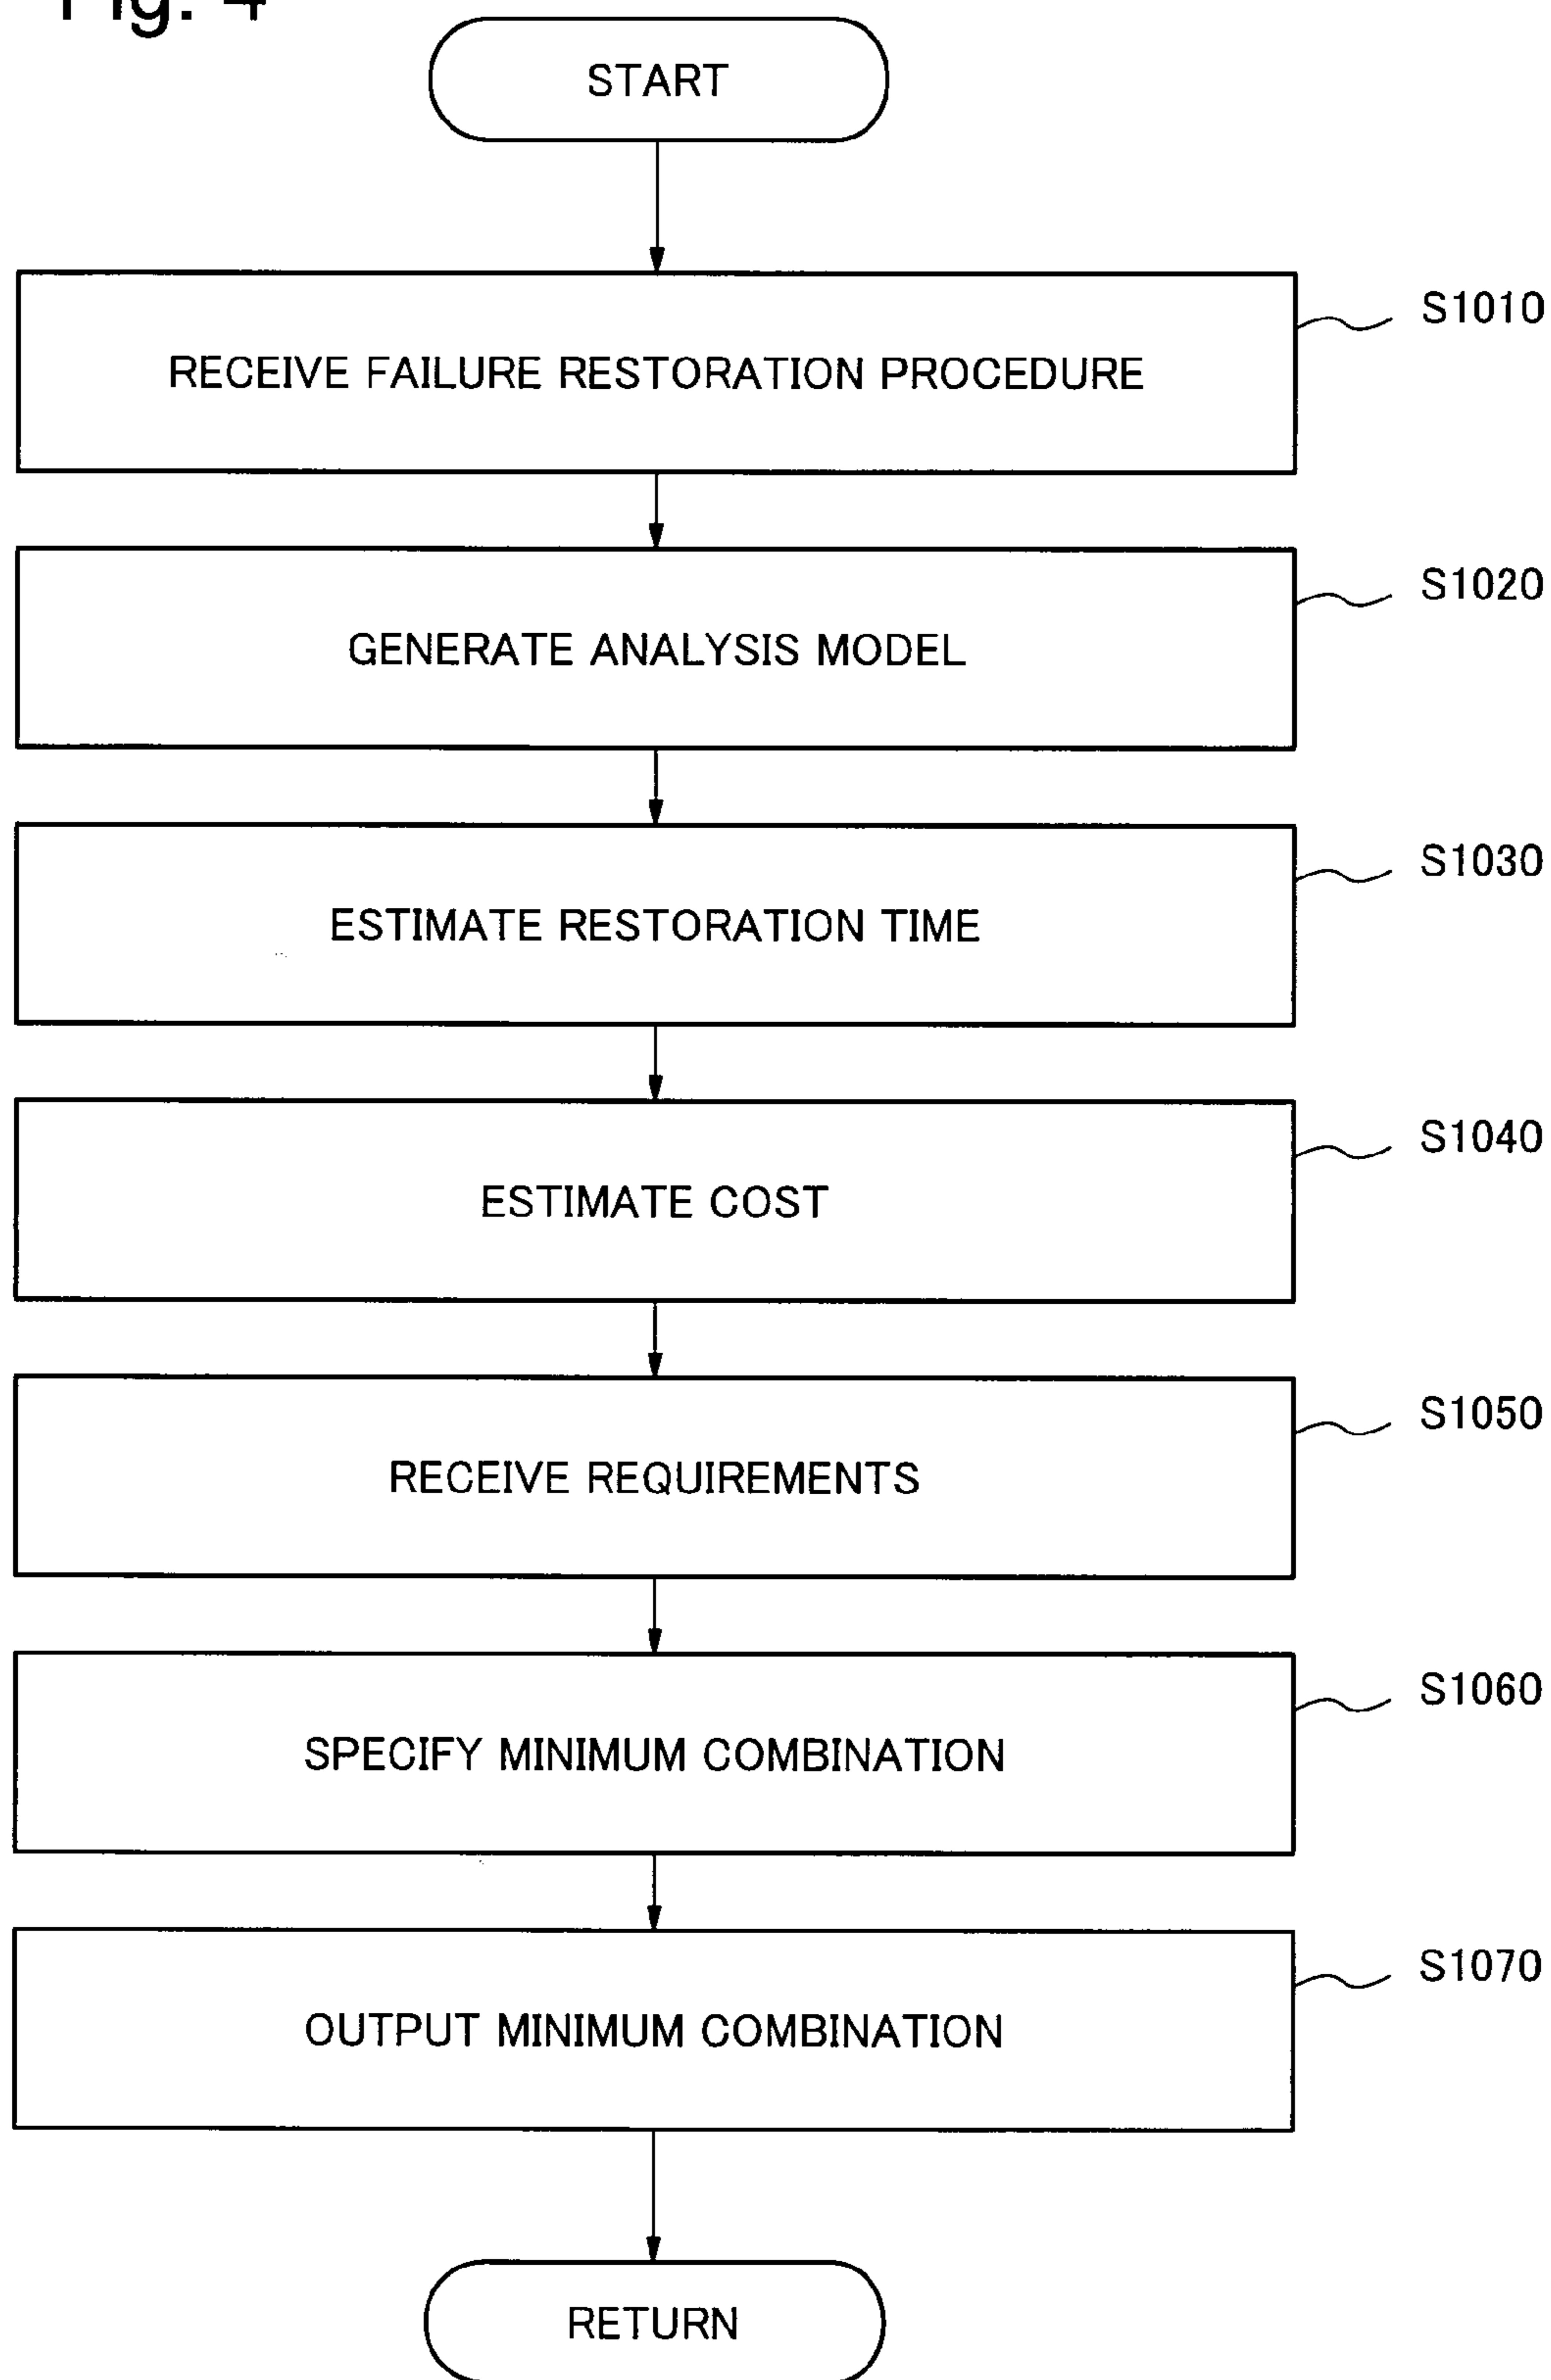 Fig. 4
START
RECEIVE FAILURE RESTORATION PROCEDURE
S1010
GENERATE ANALYSIS MODEL
S1020
ESTIMATE RESTORATION TIME
S1030
ESTIMATE COST
S1040
RECEIVE REQUIREMENTS
S1050
SPECIFY MINIMUM COMBINATION
S1060
OUTPUT MINIMUM COMBINATION
S1070
RETURN